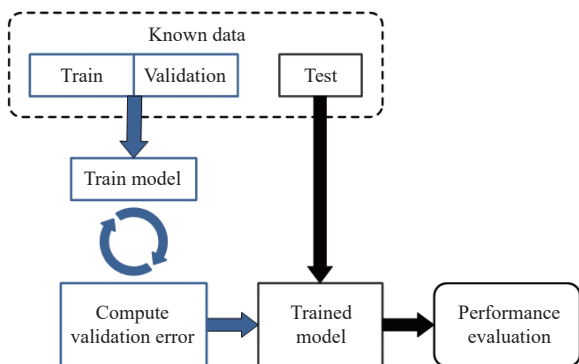 Known data
Train
Validation
Test
Train model
Compute
validation error
Trained
model
Performance
evaluation